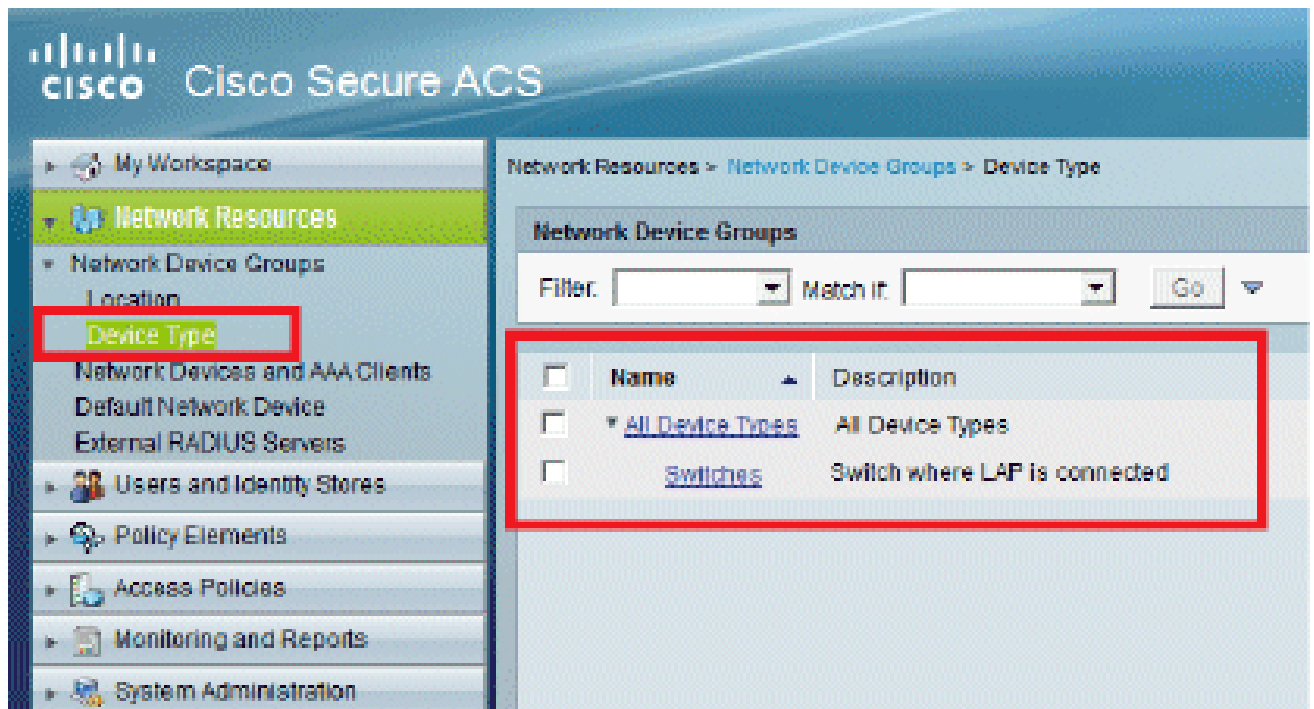 CISCO Cisco Secure ACS
My Workspace
Network Resources
Network Device Groups
Location
Device Type
Network Devices and AAA Clients
Default Network Device
External RADIUS Servers
Users and Identity Stores
Policy Elements
Access Policies
Monitoring and Reports
System Administration
Network Resources > Network Device Groups > Device Type
Network Device Groups
Filter: Match if: Go
Name Description
All Device Types All Device Types
Switches Switch where LAP is connected